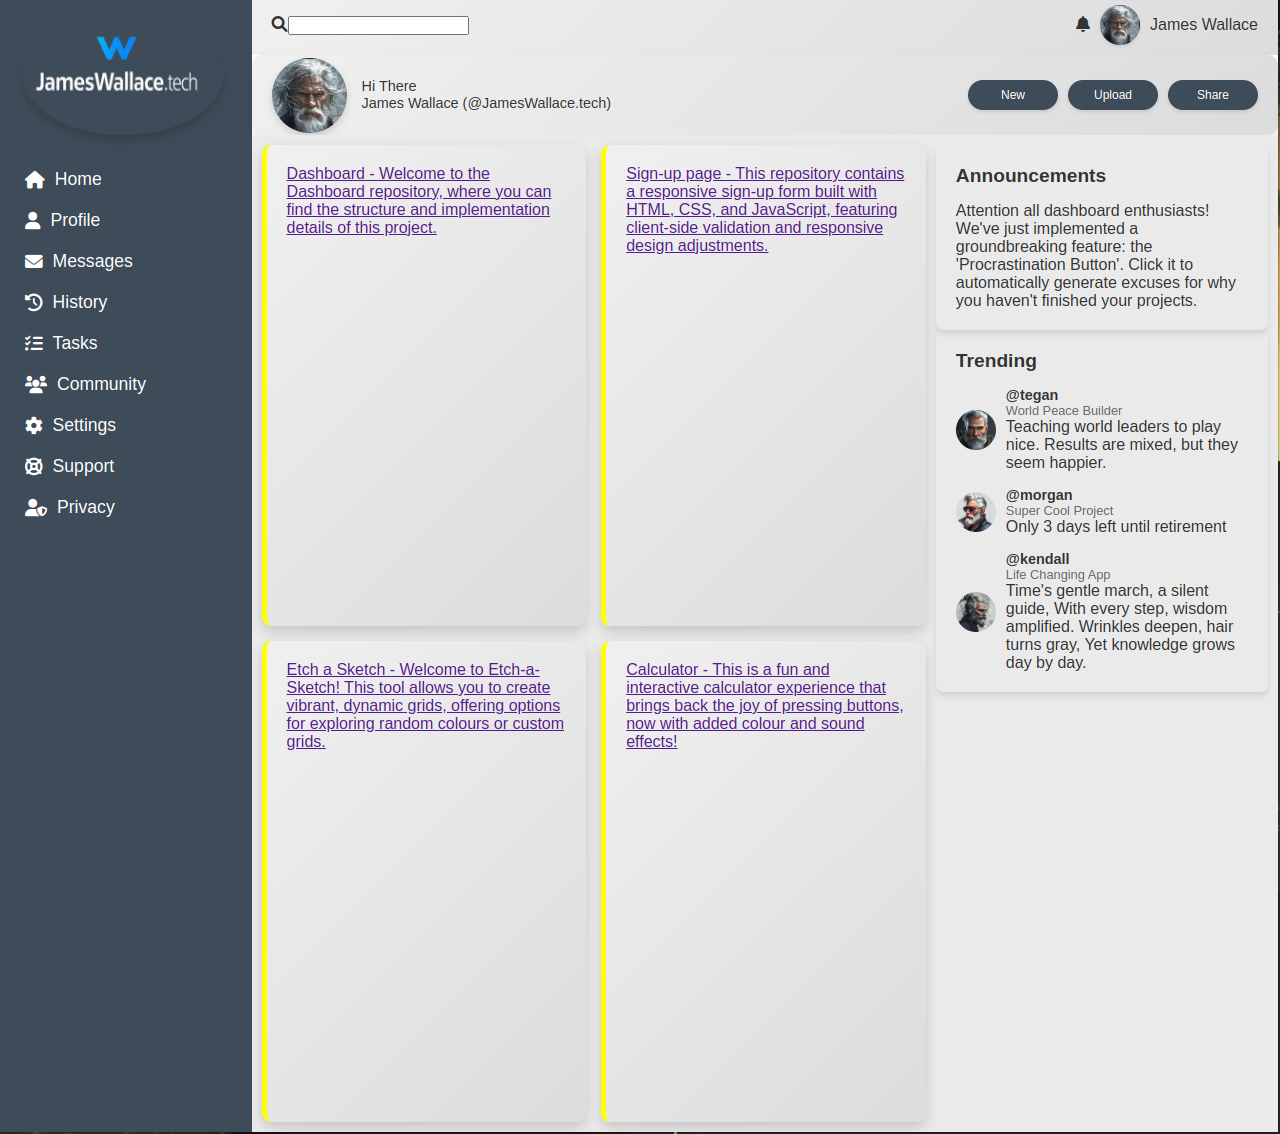 W
JamesWallace.tech
Home
Profile
Messages
History
Tasks
Community
Settings
Support
Privacy
James Wallace
Hi There
James Wallace (@JamesWallace.tech)
New
Upload
Share
Dashboard - Welcome to the
Dashboard repository, where you can
find the structure and implementation
details of this project.
Sign-up page - This repository contains
a responsive sign-up form built with
HTML, CSS, and JavaScript, featuring
client-side validation and responsive
design adjustments.
Etch a Sketch - Welcome to Etch-a-
Sketch! This tool allows you to create
vibrant, dynamic grids, offering options
for exploring random colours or custom
grids.
Calculator - This is a fun and
interactive calculator experience that
brings back the joy of pressing buttons,
now with added colour and sound
effects!
Announcements
Attention all dashboard enthusiasts!
We've just implemented a
groundbreaking feature: the
'Procrastination Button'. Click it to
automatically generate excuses for why
you haven't finished your projects.
Trending
@tegan
World Peace Builder
Teaching world leaders to play
nice. Results are mixed, but they
seem happier.
@morgan
Super Cool Project
Only 3 days left until retirement
@kendall
Life Changing App
Time's gentle march, a silent
guide, With every step, wisdom
amplified. Wrinkles deepen, hair
turns gray, Yet knowledge grows
day by day.